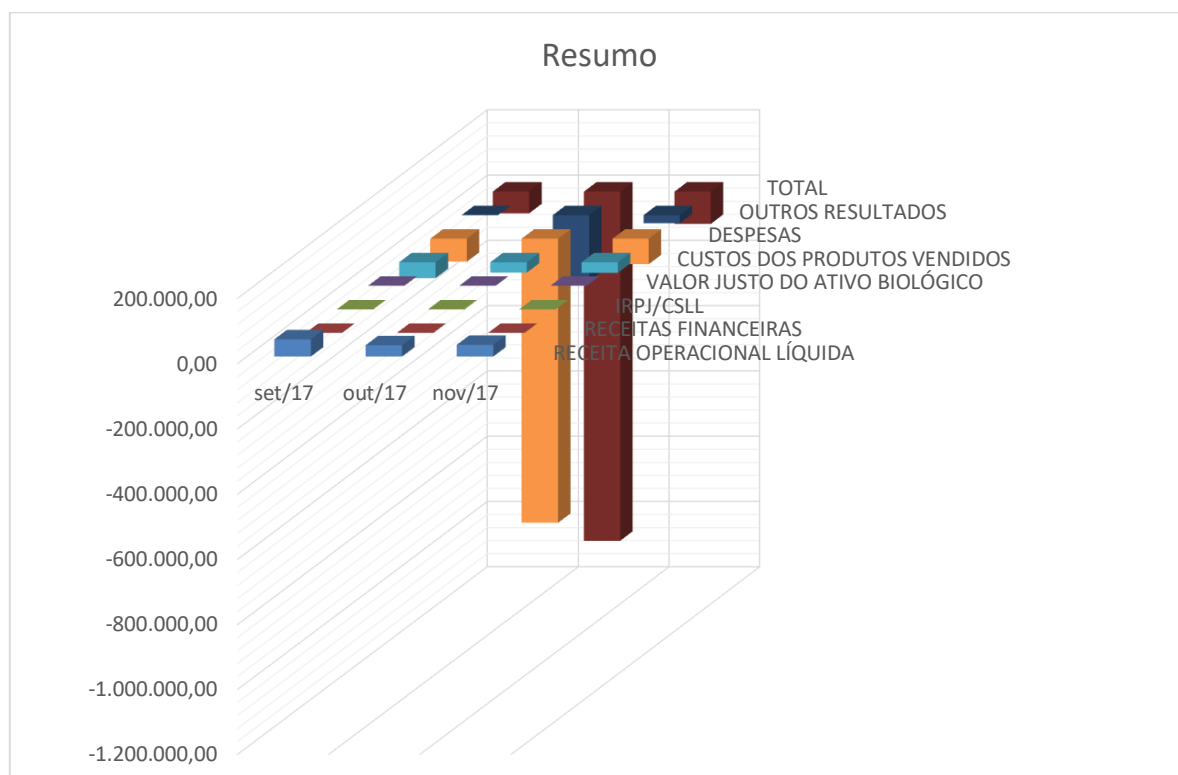 Resumo
TOTAL
OUTROS RESULTADOS
DESPESAS
CUSTOS DOS PRODUTOS VENDIDOS
VALOR JUSTO DO ATIVO BIOLÓGICO
IRPJ/CSLL
RECEITAS FINANCEIRAS
RECEITA OPERACIONAL LÍQUIDA
200.000,00
0,00
-200.000,00
-400.000,00
-600.000,00
-800.000,00
-1.000.000,00
-1.200.000,00
set/17 out/17 nov/17